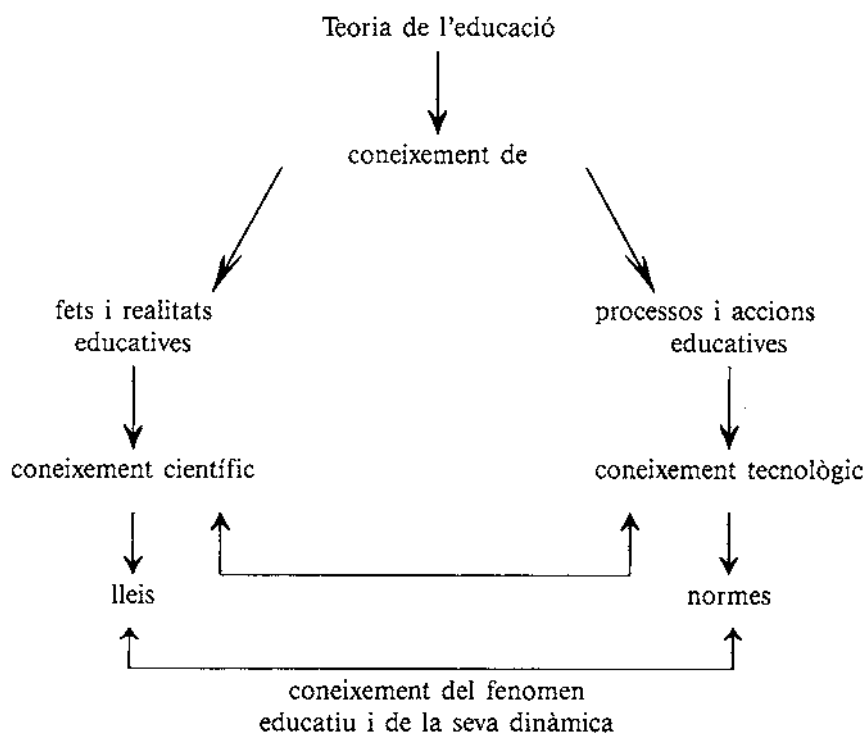 Teoria de l'educació
coneixement de
fets i realitats
educatives
processos i accions
educatives
coneixement científic
coneixement tecnològic
lleis
normes
coneixement del fenomen
educatiu i de la seva dinàmica